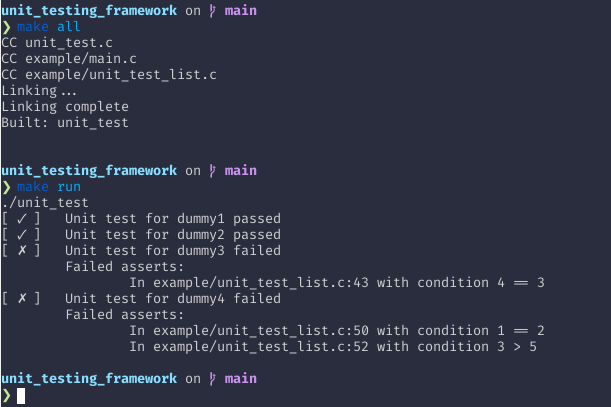 unit_testing_framework on ᚠ main
❯ make all
CC unit_test.c
CC example/main.c
CC example/unit_test_list.c
Linking...
Linking complete
Built: unit_test
unit_testing_framework on ᚠ main
❯ make run
./unit_test
[ ✓ ]   Unit test for dummy1 passed
[ ✓ ]   Unit test for dummy2 passed
[ ✗ ]   Unit test for dummy3 failed
        Failed asserts:
                In example/unit_test_list.c:43 with condition 4 == 3
[ ✗ ]   Unit test for dummy4 failed
        Failed asserts:
                In example/unit_test_list.c:50 with condition 1 == 2
                In example/unit_test_list.c:52 with condition 3 > 5
unit_testing_framework on ᚠ main
❯